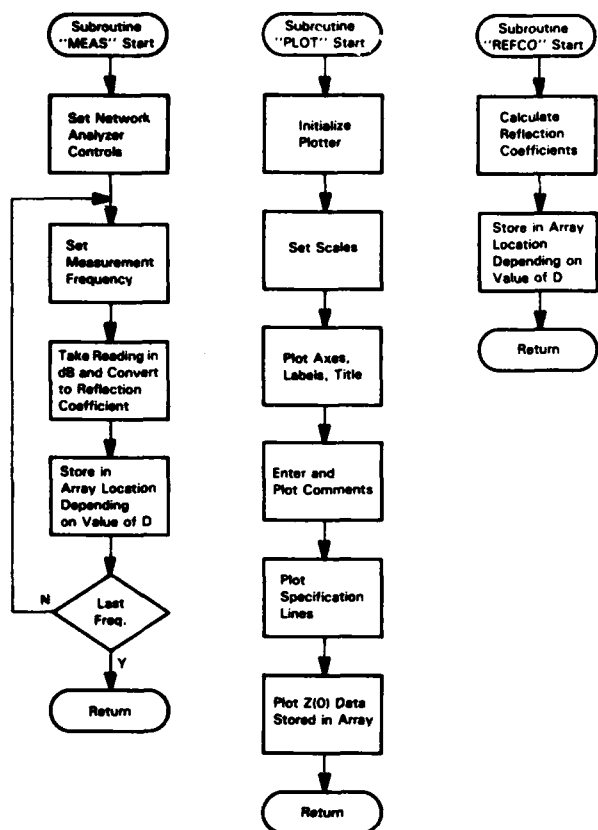 Subroutine
"MEAS" Start
Set Network
Analyzer
Controls
Set
Measurement
Frequency
Take Reading in
dB and Convert
to Reflection
Coefficient
Store in
Array Location
Depending
on Value of D
N
Last
Freq.
Y
Return
Subroutine
"PLOT" Start
Initialize
Plotter
Set Scales
Plot Axes,
Labels, Title
Enter and
Plot Comments
Plot
Specification
Lines
Plot Z(0) Data
Stored in Array
Return
Subroutine
"REFCO" Start
Calculate
Reflection
Coefficients
Store in Array
Location
Depending on
Value of D
Return